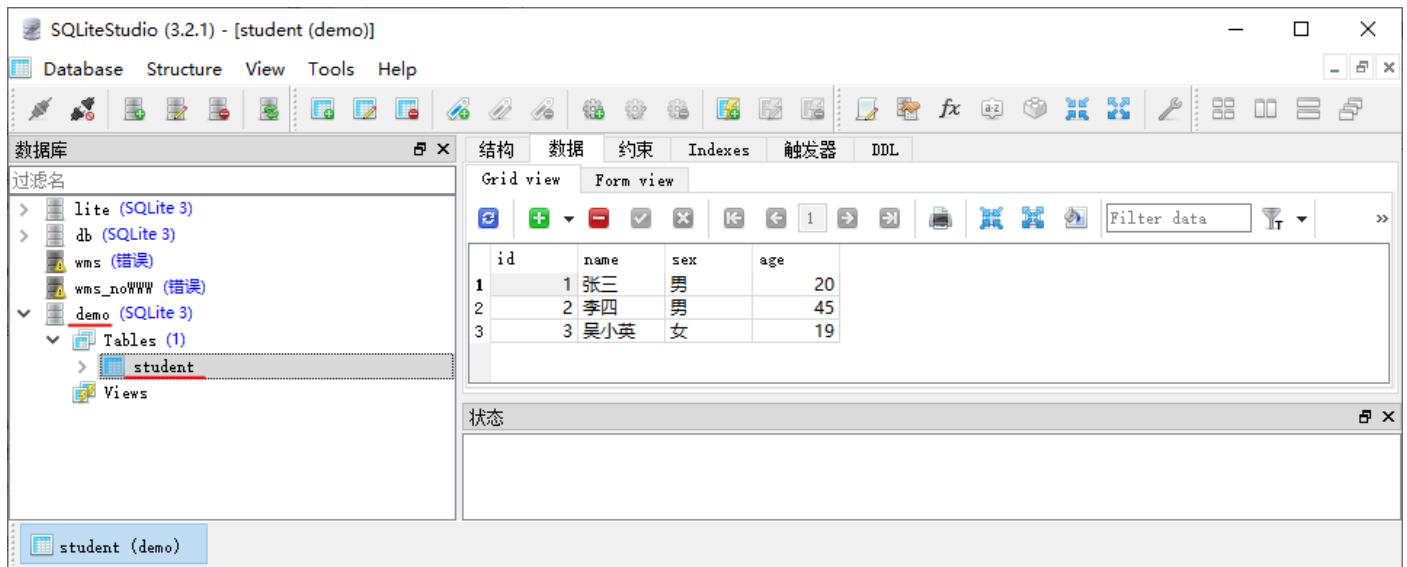 SQLiteStudio (3.2.1) - [student (demo)]
Database Structure View Tools Help
数据库
过滤名
lite (SQLite 3)
db (SQLite 3)
wms (错误)
wms_noWWW (错误)
demo (SQLite 3)
Tables (1)
student
Views
结构 数据 约束 Indexes 触发器 DDL
Grid view Form view
1 Filter data
id name sex age
1 1 张三 男 20
2 2 李四 男 45
3 3 吴小英 女 19
状态
student (demo)